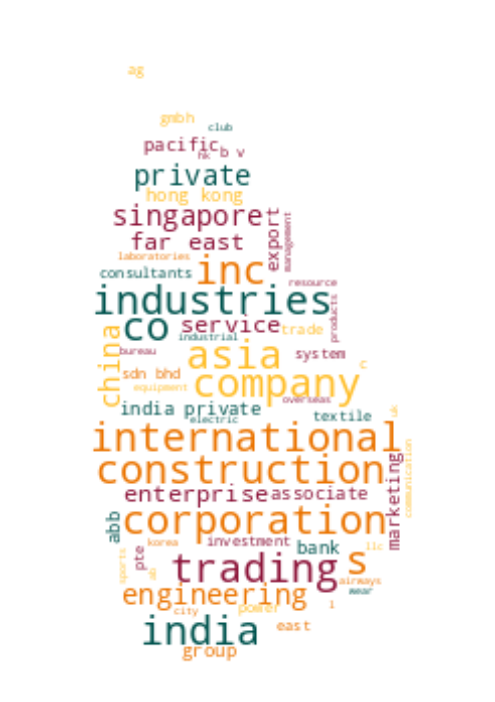 ag
gmbh
club
pacific
hk b v
private
hong kong
singapore t
far east
export
management
laboratories
consultants
inc
resource
industries
products
co
service
trade
industrial
china
bureau
asia
system
c
sdn bhd
equipment
company
overseas
india private
electric
textile
uk
international
construction
marketing
communication
enterprise
associate
abb
corporation
korea
investment
bank
llc
pte
sports
ab
trading
s
airways
wear
engineering
city
power
l
india
east
group